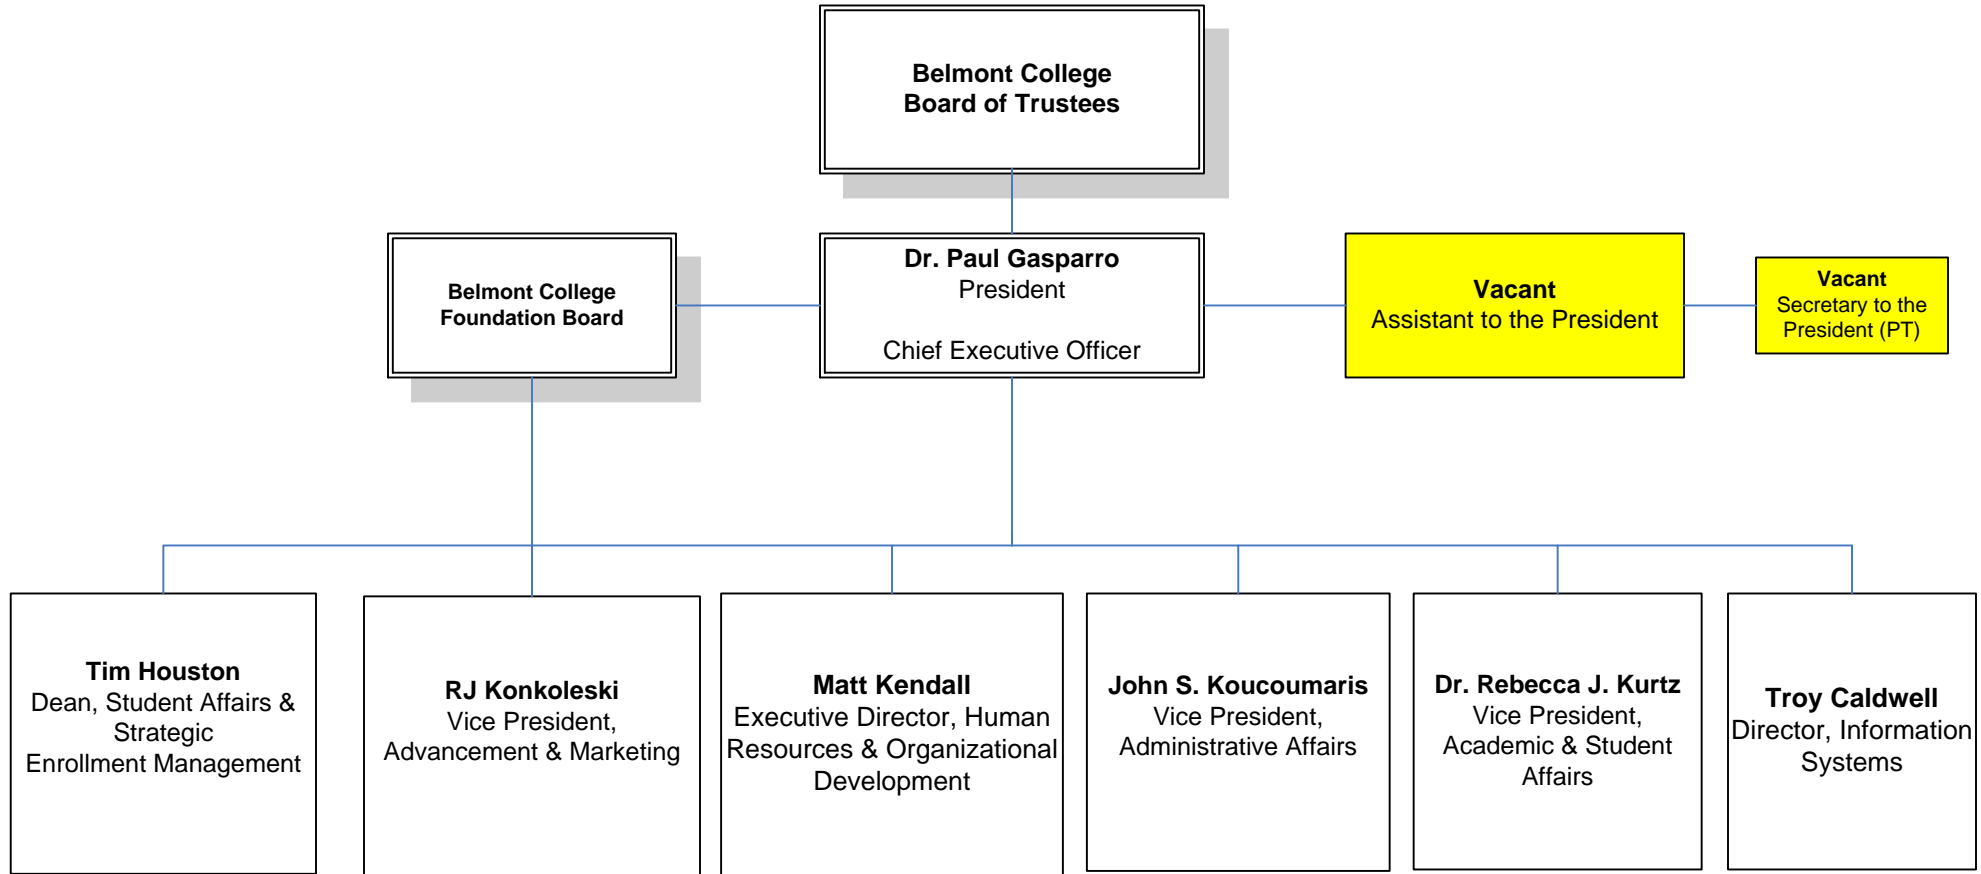 Belmont College
Board of Trustees
Belmont College
Foundation Board
Dr. Paul Gasparro
President
Chief Executive Officer
Vacant
Assistant to the President
Vacant
Secretary to the
President (PT)
Tim Houston
Dean, Student Affairs &
Strategic
Enrollment Management
RJ Konkoleski
Vice President,
Advancement & Marketing
Matt Kendall
Executive Director, Human
Resources & Organizational
Development
John S. Koucoumaris
Vice President,
Administrative Affairs
Dr. Rebecca J. Kurtz
Vice President,
Academic & Student
Affairs
Troy Caldwell
Director, Information
Systems